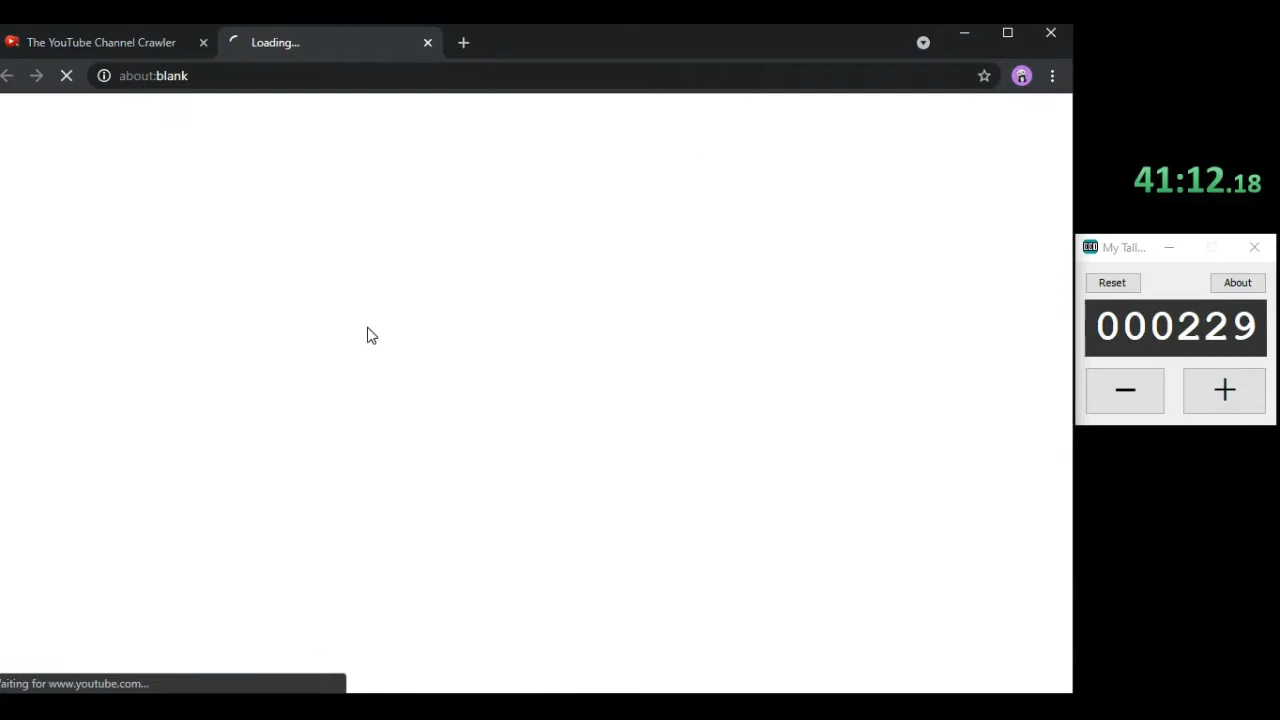 The YouTube Channel Crawler
Loading...
about:blank
41:12.18
My Tall...
Reset
About
000229
aiting for www.youtube.com...